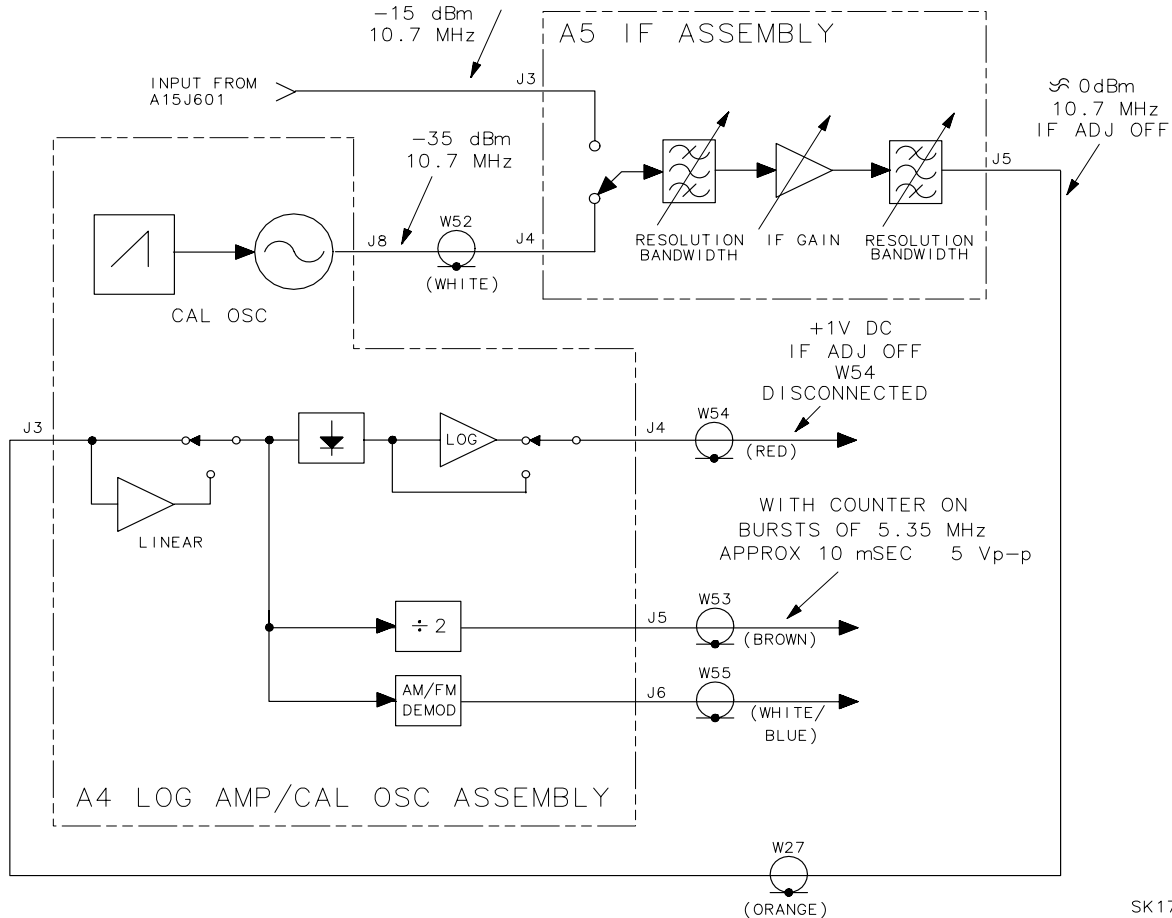 -15 dBm
10.7 MHz
A5 IF ASSEMBLY
INPUT FROM
A15J601
J3
≈ 0dBm
10.7 MHz
IF ADJ OFF
-35 dBm
10.7 MHz
J5
W52
J8
J4
(WHITE)
RESOLUTION
BANDWIDTH
IF GAIN
RESOLUTION
BANDWIDTH
CAL OSC
+1V DC
IF ADJ OFF
W54
DISCONNECTED
J3
LOG
J4
W54
(RED)
LINEAR
WITH COUNTER ON
BURSTS OF 5.35 MHz
APPROX 10 mSEC 5 Vp-p
÷ 2
J5
W53
(BROWN)
AM/FM
DEMOD
J6
W55
(WHITE/
BLUE)
A4 LOG AMP/CAL OSC ASSEMBLY
W27
(ORANGE)
SK17